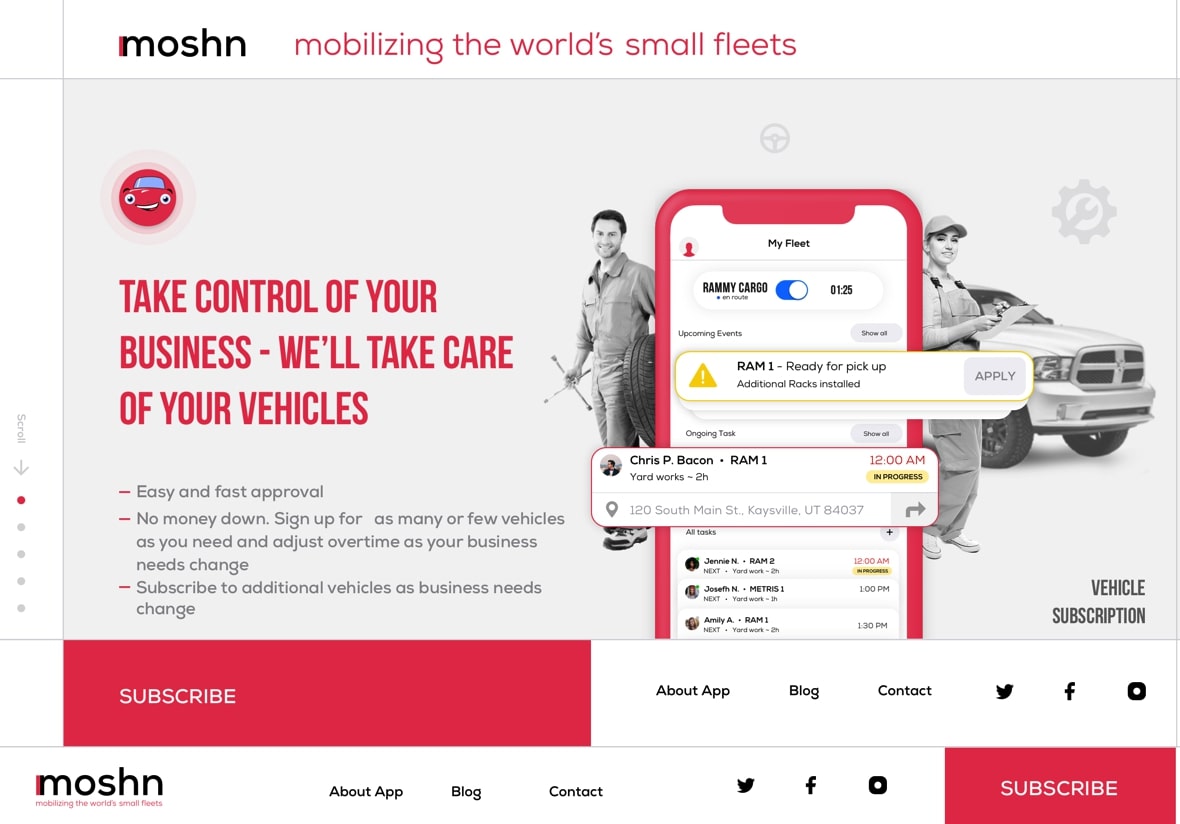 moshn
mobilizing the world's small fleets
TAKE CONTROL OF YOUR
BUSINESS - WE'LL TAKE CARE
OF YOUR VEHICLES
Scroll
Easy and fast approval
No money down. Sign up for as many or few vehicles
as you need and adjust overtime as your business
needs change
Subscribe to additional vehicles as business needs
change
My Fleet
RAMMY CARGO
en route
01:25
Upcoming Events
Show all
RAM 1 - Ready for pick up
Additional Racks installed
APPLY
Ongoing Task
Show all
Chris P. Bacon • RAM 1
12:00 AM
Yard works ~ 2h
IN PROGRESS
120 South Main St., Kaysville, UT 84037
All tasks
+
Jennie N. • RAM 2
12:00 AM
NEXT • Yard work ~ 2h
IN PROGRESS
Josefh N. • METRIS 1
1:00 PM
NEXT • Yard work ~ 1h
Amily A. • RAM 1
1:30 PM
NEXT • Yard work ~ 2h
VEHICLE
SUBSCRIPTION
SUBSCRIBE
About App
Blog
Contact
moshn
mobilizing the world's small fleets
About App
Blog
Contact
SUBSCRIBE